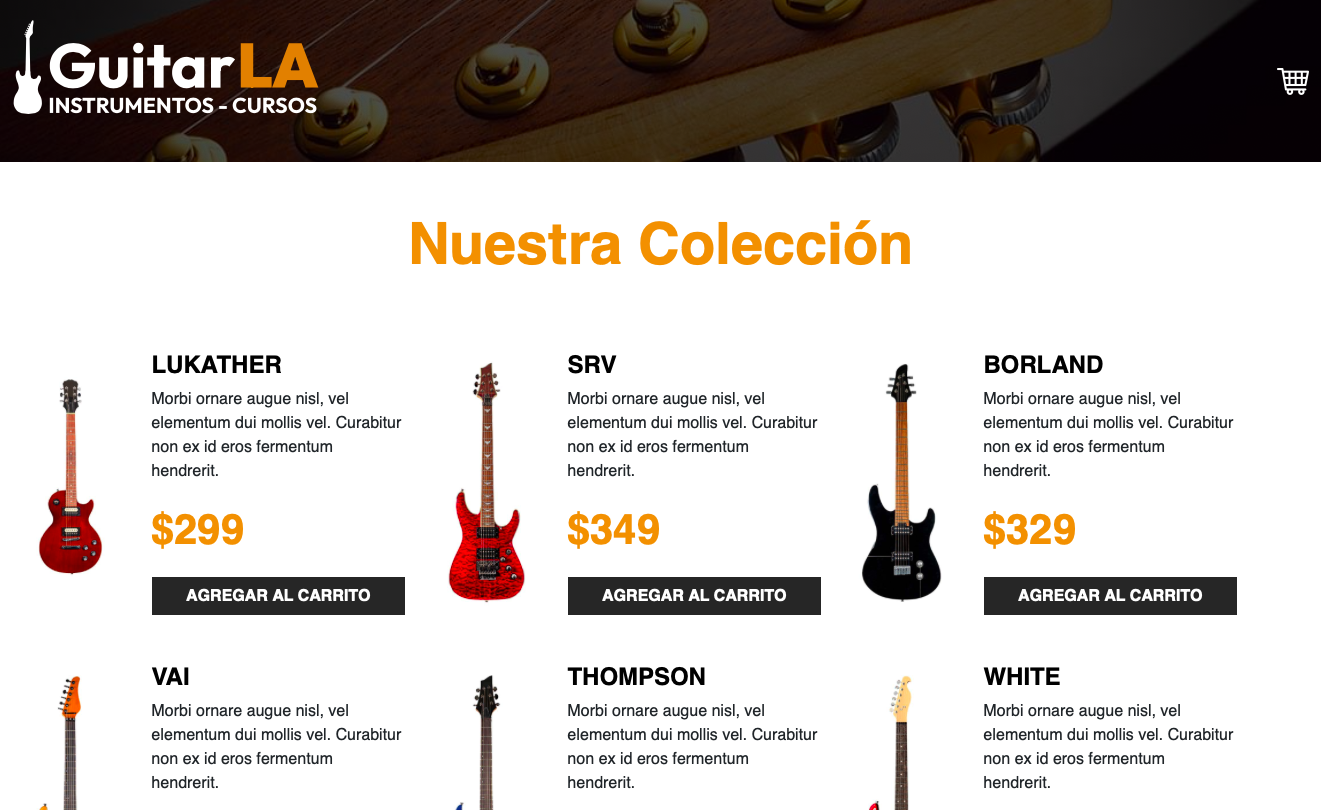 GuitarLA
INSTRUMENTOS - CURSOS
Nuestra Colección
LUKATHER
Morbi ornare augue nisl, vel
elementum dui mollis vel. Curabitur
non ex id eros fermentum
hendrerit.
$299
AGREGAR AL CARRITO
SRV
Morbi ornare augue nisl, vel
elementum dui mollis vel. Curabitur
non ex id eros fermentum
hendrerit.
$349
AGREGAR AL CARRITO
BORLAND
Morbi ornare augue nisl, vel
elementum dui mollis vel. Curabitur
non ex id eros fermentum
hendrerit.
$329
AGREGAR AL CARRITO
VAI
Morbi ornare augue nisl, vel
elementum dui mollis vel. Curabitur
non ex id eros fermentum
hendrerit.
THOMPSON
Morbi ornare augue nisl, vel
elementum dui mollis vel. Curabitur
non ex id eros fermentum
hendrerit.
WHITE
Morbi ornare augue nisl, vel
elementum dui mollis vel. Curabitur
non ex id eros fermentum
hendrerit.